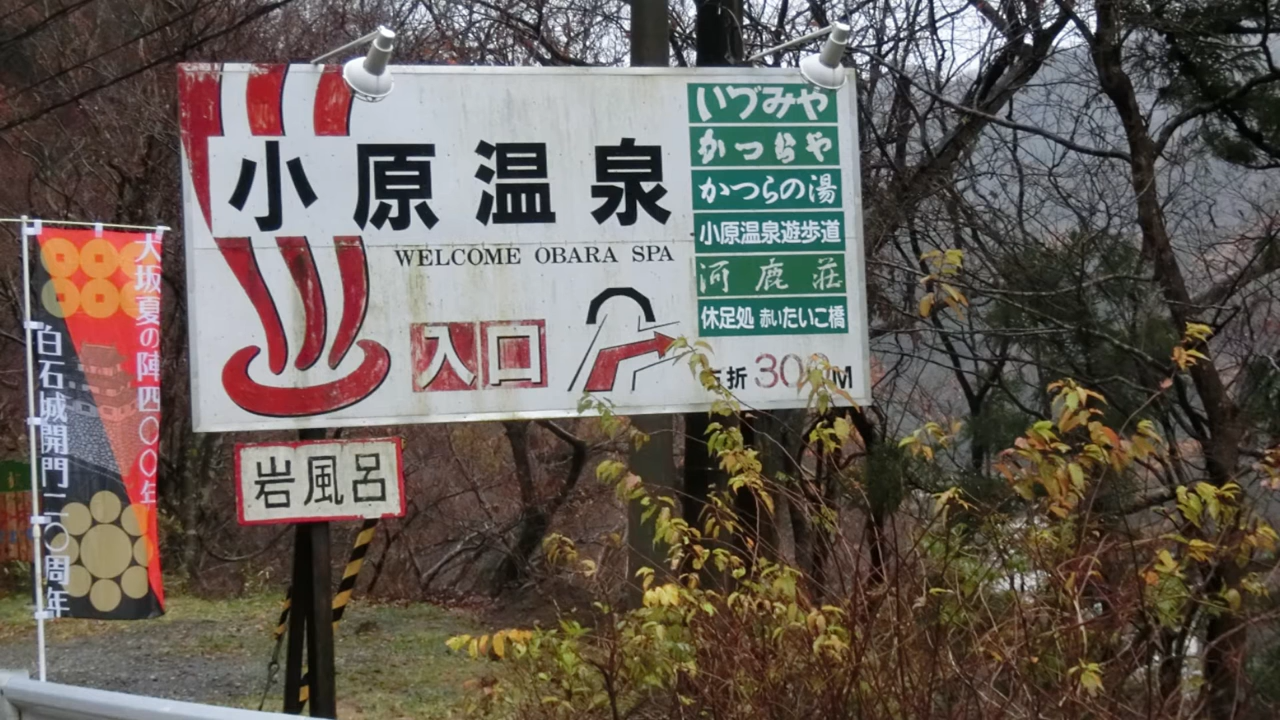 小原温泉
WELCOME OBARA SPA
入口
いづみや
かつらや
かつらの湯
小原温泉遊歩道
河鹿荘
休足処 赤いたいこ橋
右折 300M
岩風呂
大坂夏の陣四〇〇年
白石城開門二〇周年